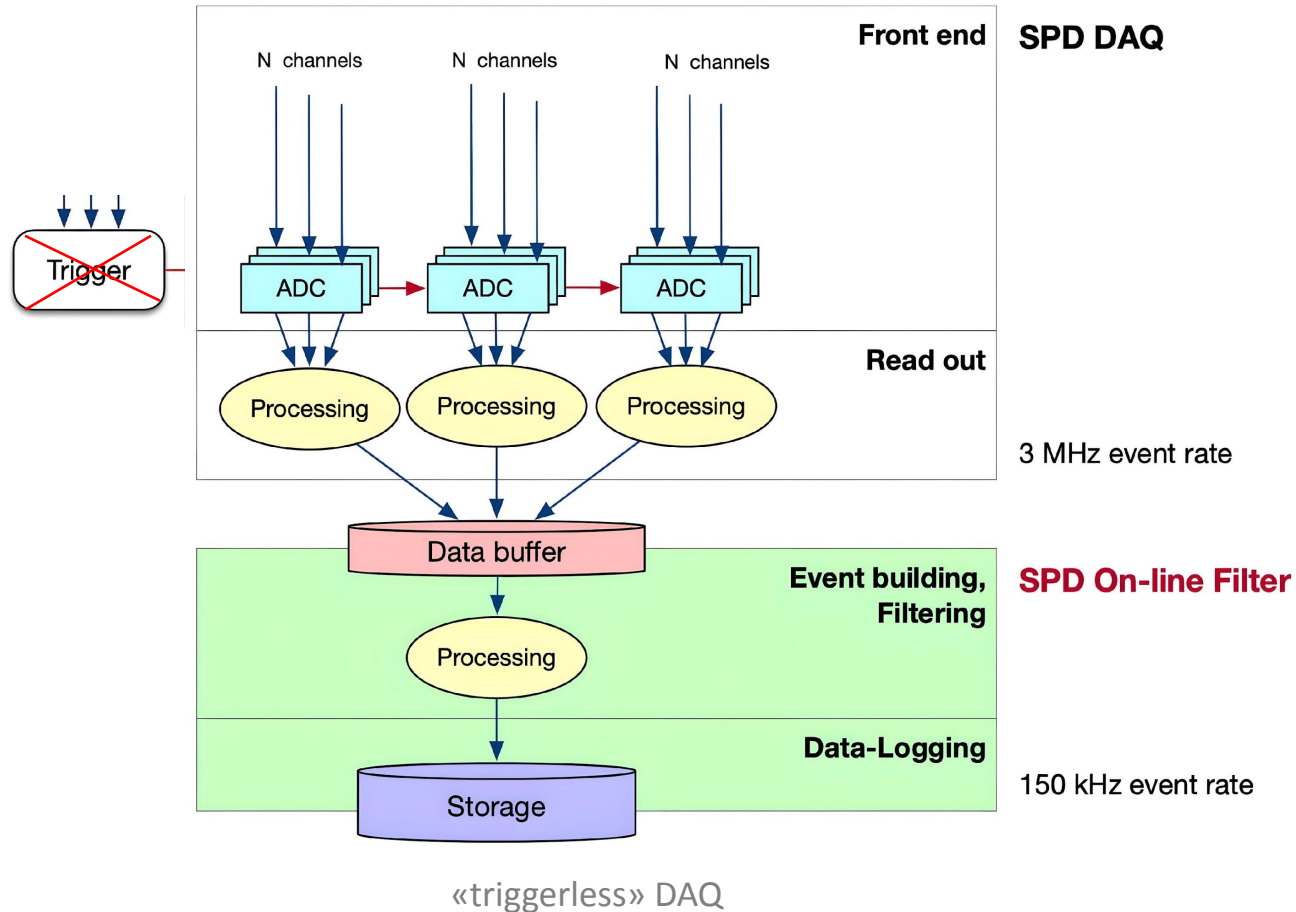 Front end
SPD DAQ
N channels
N channels
N channels
Trigger
ADC
ADC
ADC
Read out
Processing
Processing
Processing
3 MHz event rate
Data buffer
Event building,
Filtering
SPD On-line Filter
Processing
Data-Logging
150 kHz event rate
Storage
«triggerless» DAQ